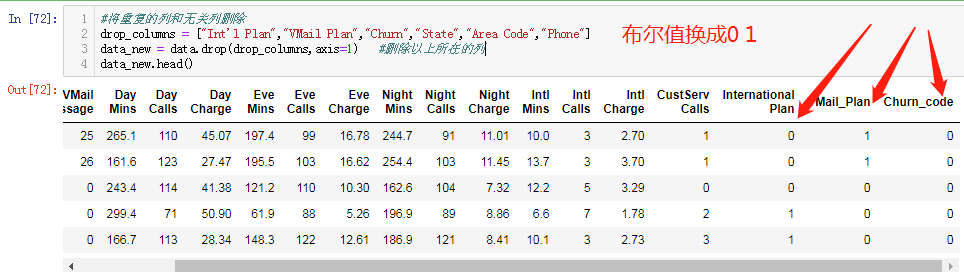 In [72]:
1 #将重复的列和无关列删除
2 drop_columns = ["Int'l Plan","VMail Plan","Churn","State","Area Code","Phone"]
3 data_new = data.drop(drop_columns,axis=1) #删除以上所在的列
4 data_new.head()
布尔值换成0 1
Out[72]:
VMail Day Day Day Eve Eve Eve Night Night Night Intl Intl Intl CustServ International Mail_Plan Churn_code
ssage Mins Calls Charge Mins Calls Charge Mins Calls Charge Mins Calls Charge Calls Plan
25 265.1 110 45.07 197.4 99 16.78 244.7 91 11.01 10.0 3 2.70 1 0 1 0
26 161.6 123 27.47 195.5 103 16.62 254.4 103 11.45 13.7 3 3.70 1 0 1 0
0 243.4 114 41.38 121.2 110 10.30 162.6 104 7.32 12.2 5 3.29 0 0 0 0
0 299.4 71 50.90 61.9 88 5.26 196.9 89 8.86 6.6 7 1.78 2 1 0 0
0 166.7 113 28.34 148.3 122 12.61 186.9 121 8.41 10.1 3 2.73 3 1 0 0